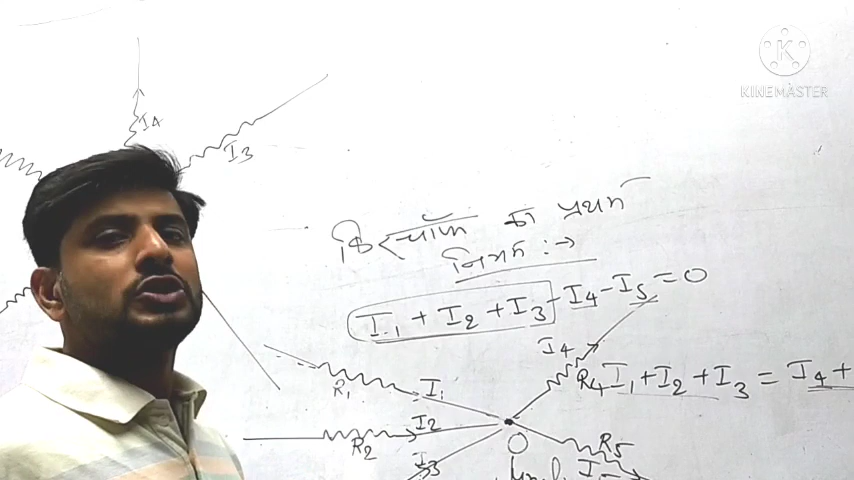 K
KINEMASTER
I4
I3
किरचॉफ का प्रथम
नियम :→
I1 + I2 + I3 - I4 - I5 = 0
I4
R4 I1 + I2 + I3 = I4 +
R1 I1
I2
R2
O
R5
I3